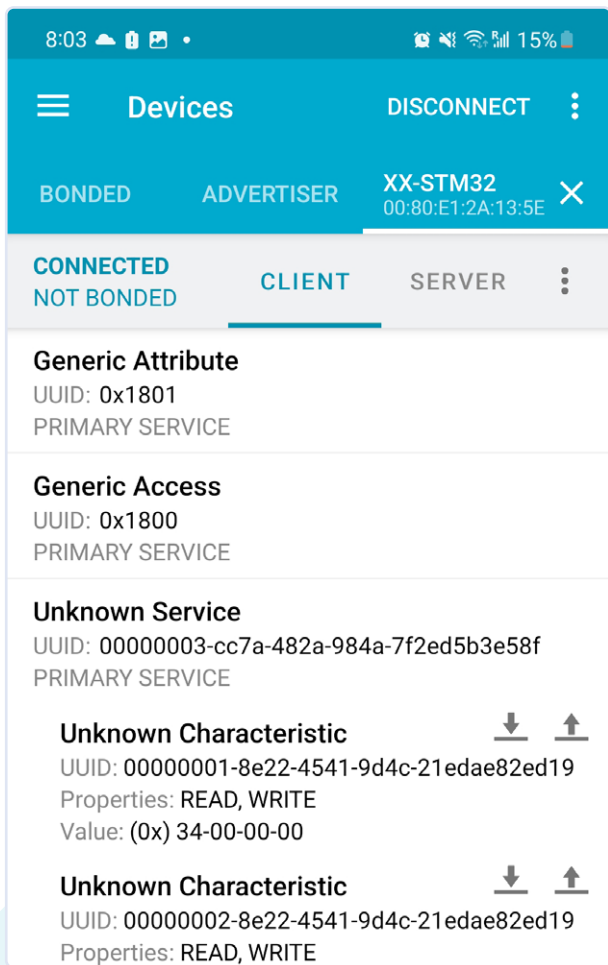 8:03 15%
Devices DISCONNECT
BONDED ADVERTISER XX-STM32
00:80:E1:2A:13:5E
CONNECTED
NOT BONDED CLIENT SERVER
Generic Attribute
UUID: 0x1801
PRIMARY SERVICE
Generic Access
UUID: 0x1800
PRIMARY SERVICE
Unknown Service
UUID: 00000003-cc7a-482a-984a-7f2ed5b3e58f
PRIMARY SERVICE
Unknown Characteristic
UUID: 00000001-8e22-4541-9d4c-21edae82ed19
Properties: READ, WRITE
Value: (0x) 34-00-00-00
Unknown Characteristic
UUID: 00000002-8e22-4541-9d4c-21edae82ed19
Properties: READ, WRITE